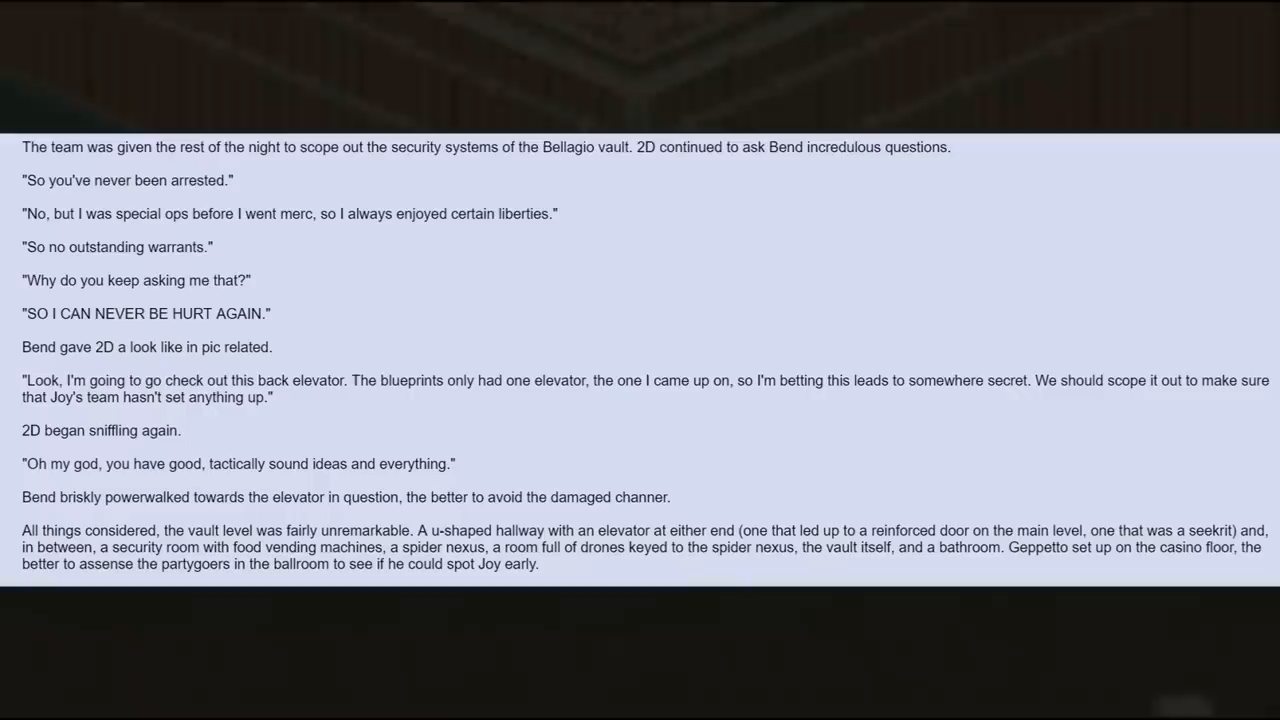 The team was given the rest of the night to scope out the security systems of the Bellagio vault. 2D continued to ask Bend incredulous questions.
"So you've never been arrested."
"No, but I was special ops before I went merc, so I always enjoyed certain liberties."
"So no outstanding warrants."
"Why do you keep asking me that?"
"SO I CAN NEVER BE HURT AGAIN."
Bend gave 2D a look like in pic related.
"Look, I'm going to go check out this back elevator. The blueprints only had one elevator, the one I came up on, so I'm betting this leads to somewhere secret. We should scope it out to make sure
that Joy's team hasn't set anything up."
2D began sniffling again.
"Oh my god, you have good, tactically sound ideas and everything."
Bend briskly powerwalked towards the elevator in question, the better to avoid the damaged channer.
All things considered, the vault level was fairly unremarkable. A u-shaped hallway with an elevator at either end (one that led up to a reinforced door on the main level, one that was a seekrit) and,
in between, a security room with food vending machines, a spider nexus, a room full of drones keyed to the spider nexus, the vault itself, and a bathroom. Geppetto set up on the casino floor, the
better to assense the partygoers in the ballroom to see if he could spot Joy early.